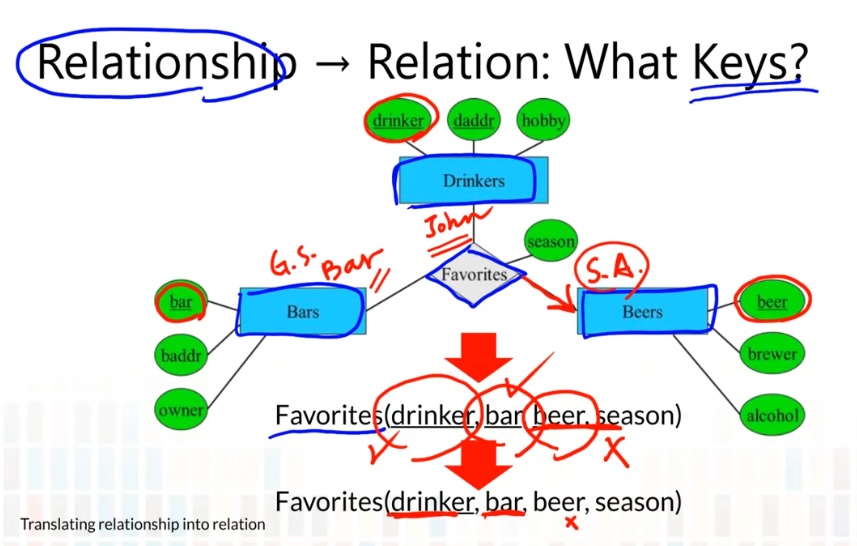 Relationship → Relation: What Keys?
drinker daddr hobby
Drinkers
John
season
G.S. Bar
Favorites
S.A.
bar
Bars
Beers
beer
baddr
brewer
owner
alcohol
Favorites(drinker, bar, beer, season)
Favorites(drinker, bar, beer, season)
Translating relationship into relation